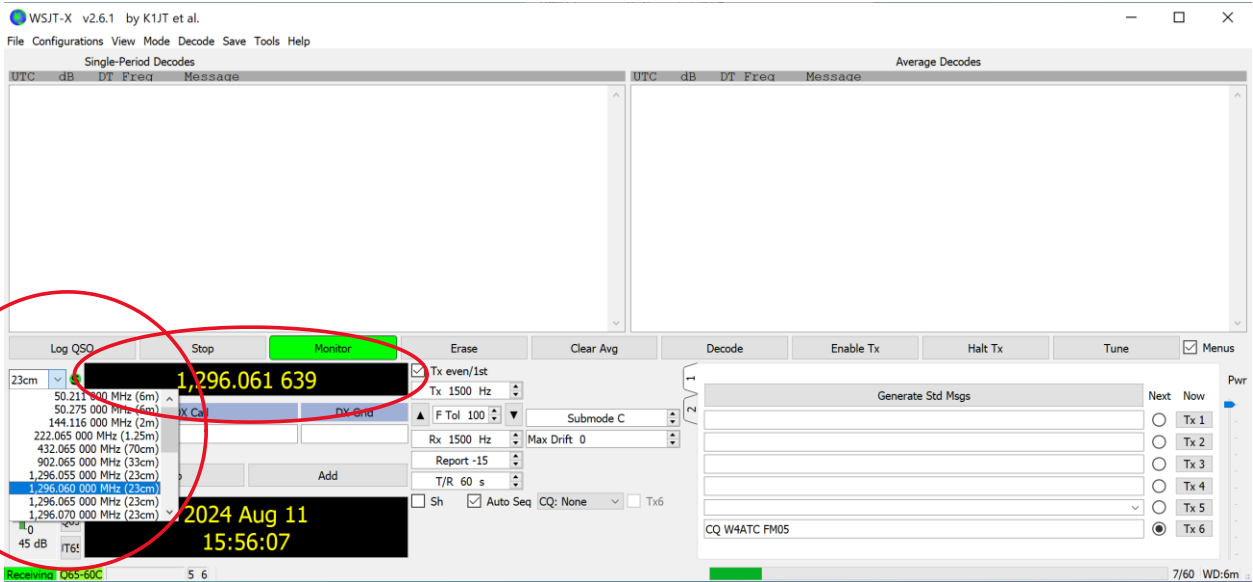 WSJT-X v2.6.1 by K1JT et al.
File Configurations View Mode Decode Save Tools Help
Single-Period Decodes
Average Decodes
UTC dB DT Freq Message
UTC dB DT Freq Message
Log QSO Stop Monitor Erase Clear Avg Decode Enable Tx Halt Tx Tune Menus
23cm
1,296.061 639
50.211 000 MHz (6m)
50.275 000 MHz (6m)
144.116 000 MHz (2m)
222.065 000 MHz (1.25m)
432.065 000 MHz (70cm)
902.065 000 MHz (33cm)
1,296.055 000 MHz (23cm)
1,296.060 000 MHz (23cm)
1,296.065 000 MHz (23cm)
1,296.070 000 MHz (23cm)
DX Call DX Grid
Add
2024 Aug 11
15:56:07
0
45 dB
Tx even/1st
Tx 1500 Hz
F Tol 100
Submode C
Rx 1500 Hz
Max Drift 0
Report -15
T/R 60 s
Sh
Auto Seq
CQ: None
Tx6
1
2
Generate Std Msgs
Next Now
Pwr
Tx 1
Tx 2
Tx 3
Tx 4
Tx 5
CQ W4ATC FM05
Tx 6
Receiving Q65-60C 5 6 7/60 WD:6m